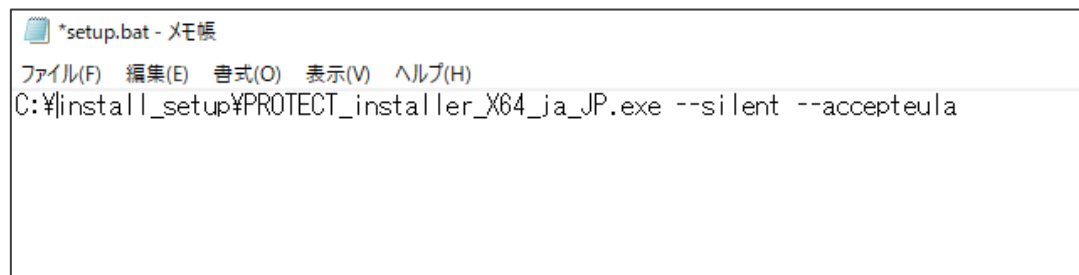 *setup.bat - メモ帳
ファイル(F) 編集(E) 書式(O) 表示(V) ヘルプ(H)
C:¥install_setup¥PROTECT_installer_X64_ja_JP.exe --silent --accepteula